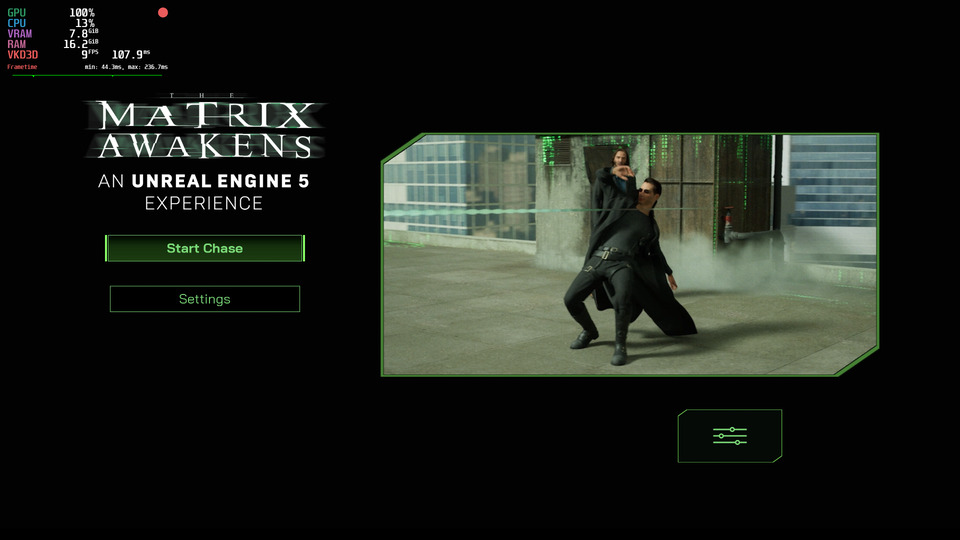 GPU 100%
CPU 13%
VRAM 7.8GiB
RAM 16.2GiB
VKD3D 9FPS 107.9ms
Frametime min: 44.3ms, max: 236.7ms
THE
MATRIX
AWAKENS
AN UNREAL ENGINE 5
EXPERIENCE
Start Chase
Settings